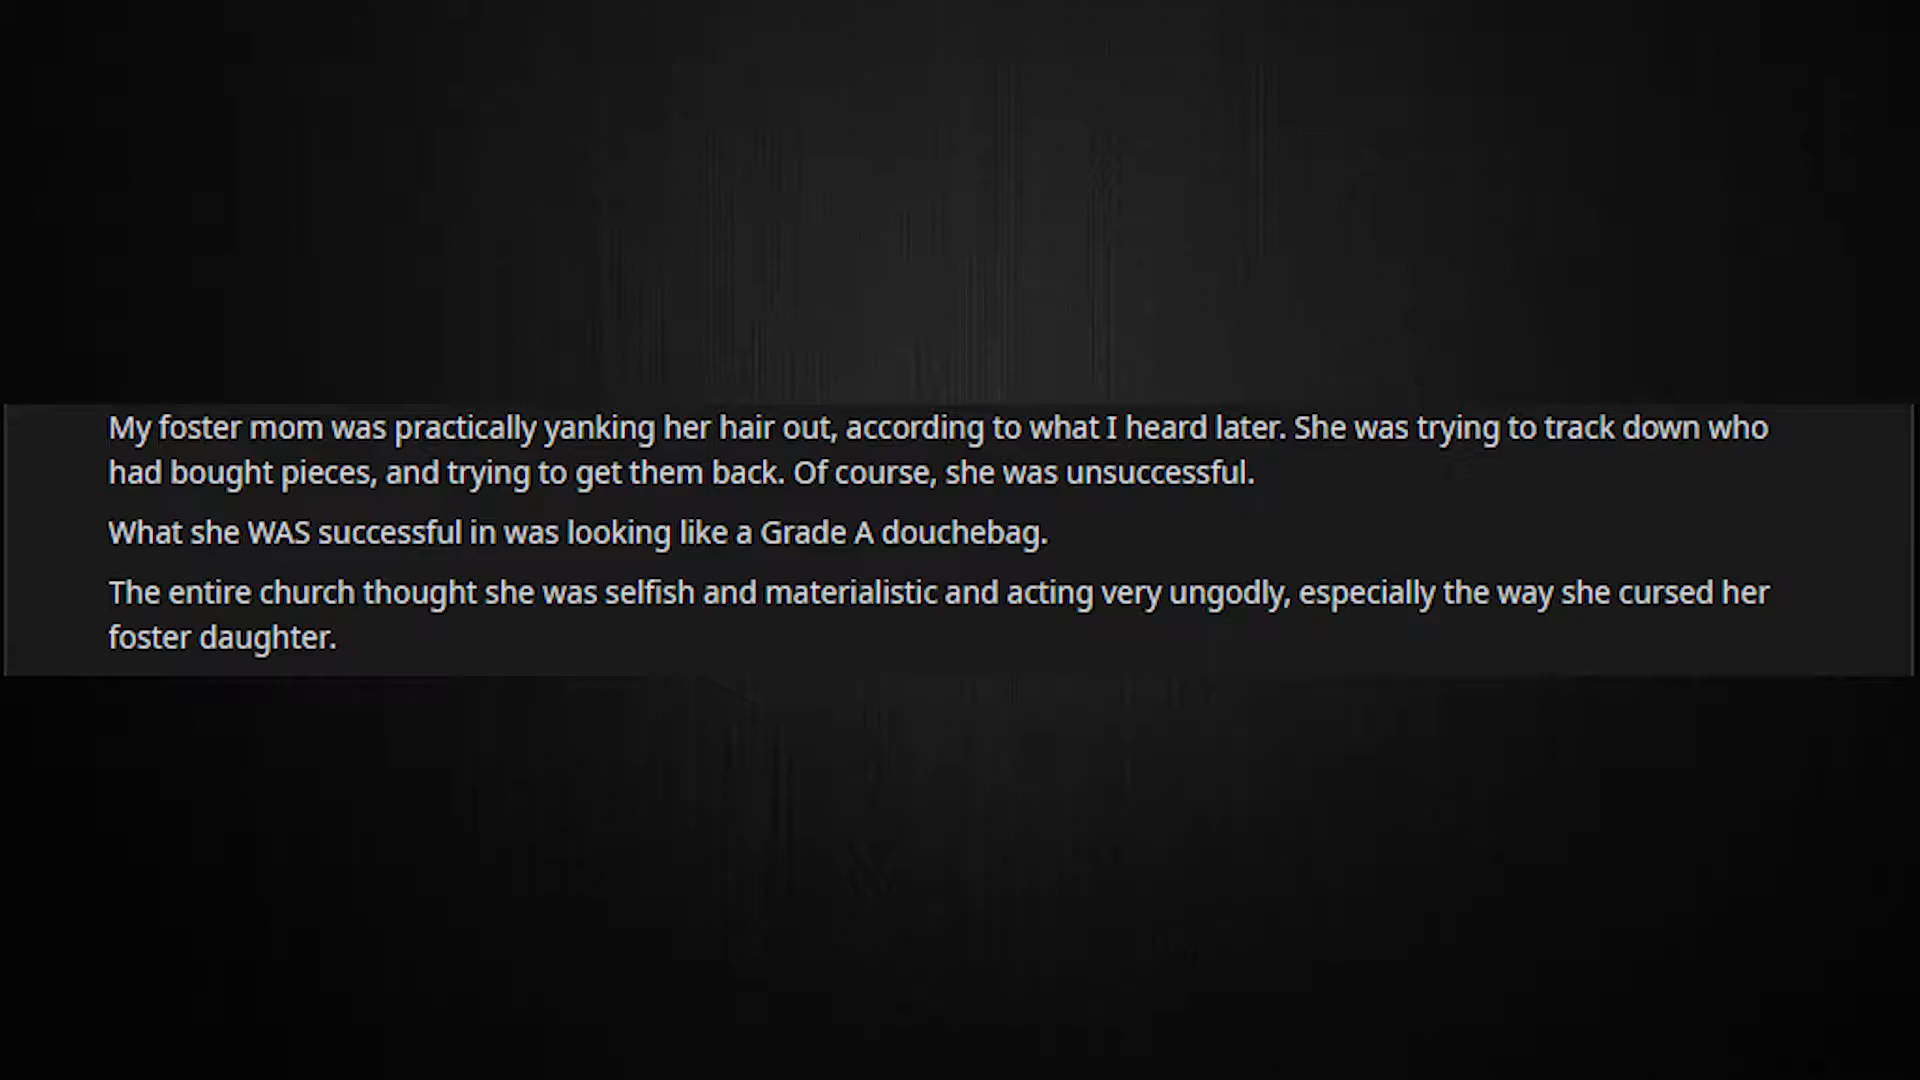 My foster mom was practically yanking her hair out, according to what I heard later. She was trying to track down who
had bought pieces, and trying to get them back. Of course, she was unsuccessful.
What she WAS successful in was looking like a Grade A douchebag.
The entire church thought she was selfish and materialistic and acting very ungodly, especially the way she cursed her
foster daughter.